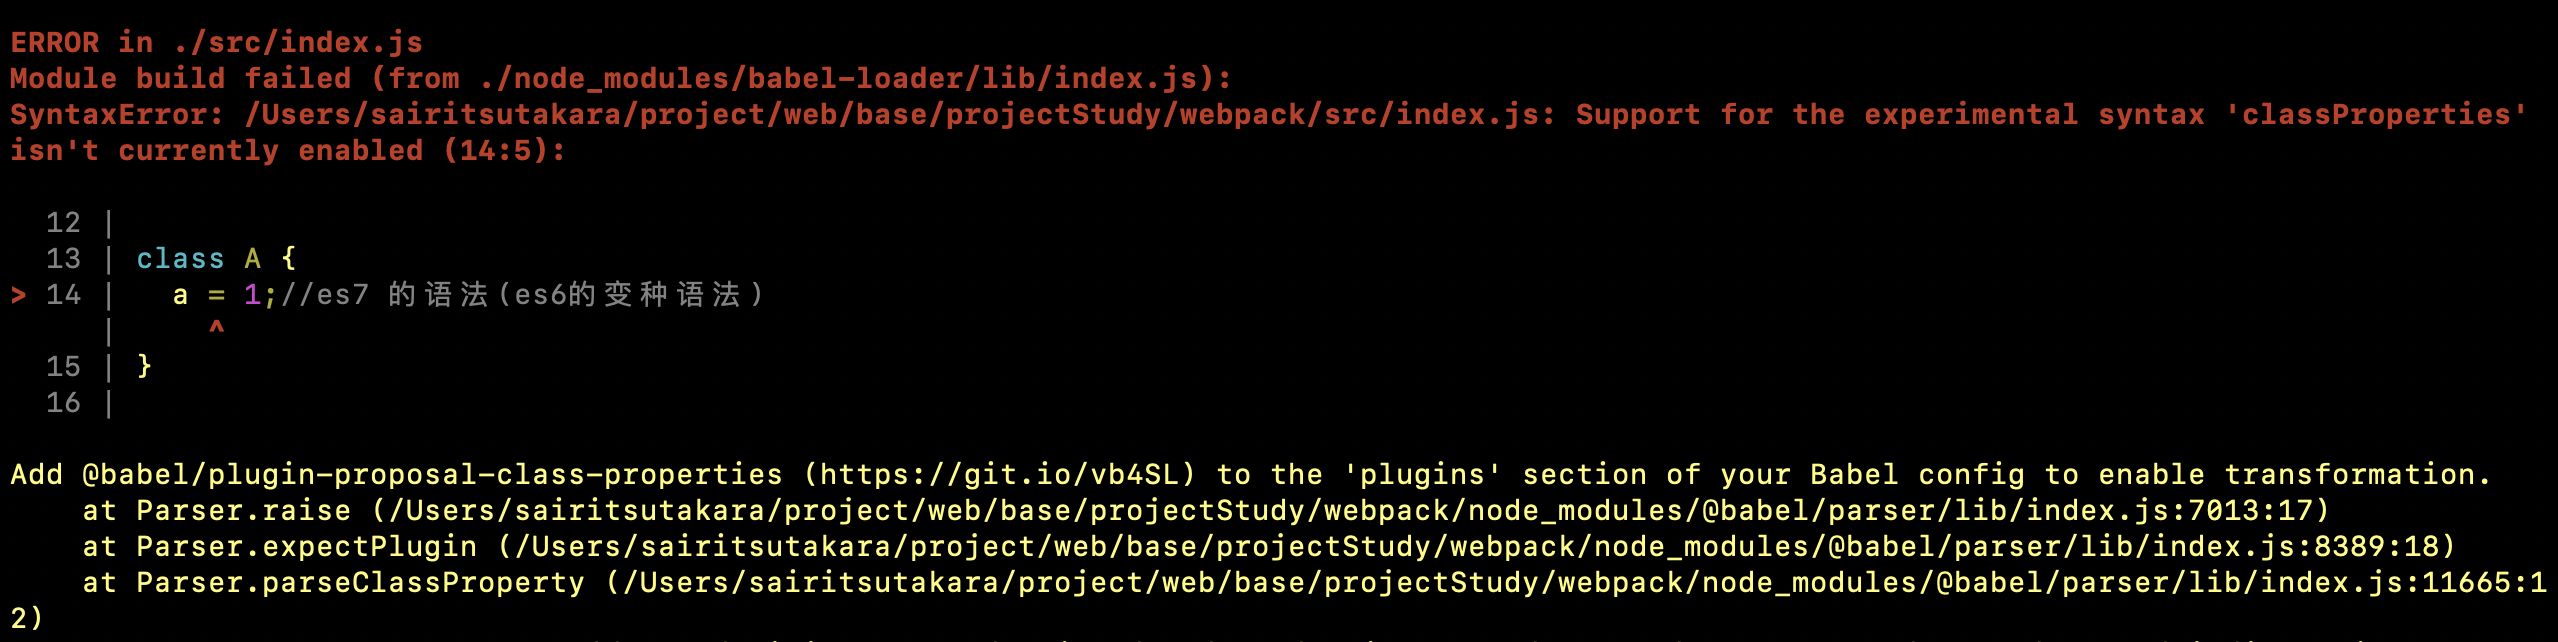 ERROR in ./src/index.js
Module build failed (from ./node_modules/babel-loader/lib/index.js):
SyntaxError: /Users/sairitsutakara/project/web/base/projectStudy/webpack/src/index.js: Support for the experimental syntax 'classProperties'
isn't currently enabled (14:5):
12 |
13 | class A {
> 14 |   a = 1;//es7 的语法(es6的变种语法)
|     ^
15 | }
16 |
Add @babel/plugin-proposal-class-properties (https://git.io/vb4SL) to the 'plugins' section of your Babel config to enable transformation.
at Parser.raise (/Users/sairitsutakara/project/web/base/projectStudy/webpack/node_modules/@babel/parser/lib/index.js:7013:17)
at Parser.expectPlugin (/Users/sairitsutakara/project/web/base/projectStudy/webpack/node_modules/@babel/parser/lib/index.js:8389:18)
at Parser.parseClassProperty (/Users/sairitsutakara/project/web/base/projectStudy/webpack/node_modules/@babel/parser/lib/index.js:11665:1
2)